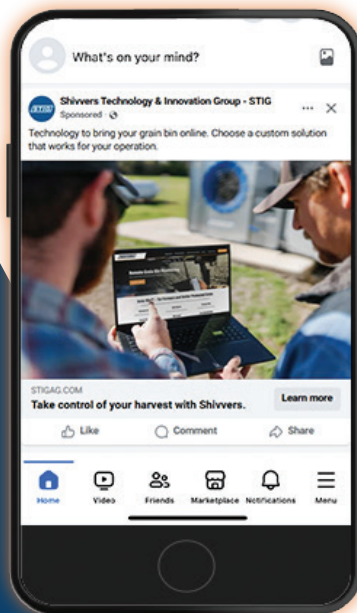 What's on your mind?
STIG
Shivvers Technology & Innovation Group - STIG
Sponsored
Technology to bring your grain bin online. Choose a custom solution
that works for your operation.
STIGAG.COM
Take control of your harvest with Shivvers.
Learn more
Like
Comment
Share
Home
Video
Friends
Marketplace
Notifications
Menu